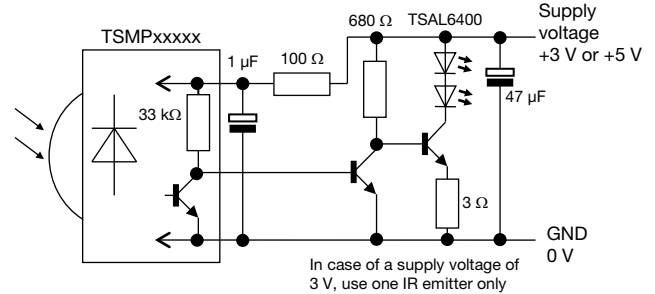 TSMPxxxxx
680 Ω
TSAL6400
Supply
voltage
+3 V or +5 V
1 µF
100 Ω
33 kΩ
47 µF
3 Ω
GND
0 V
In case of a supply voltage of
3 V, use one IR emitter only